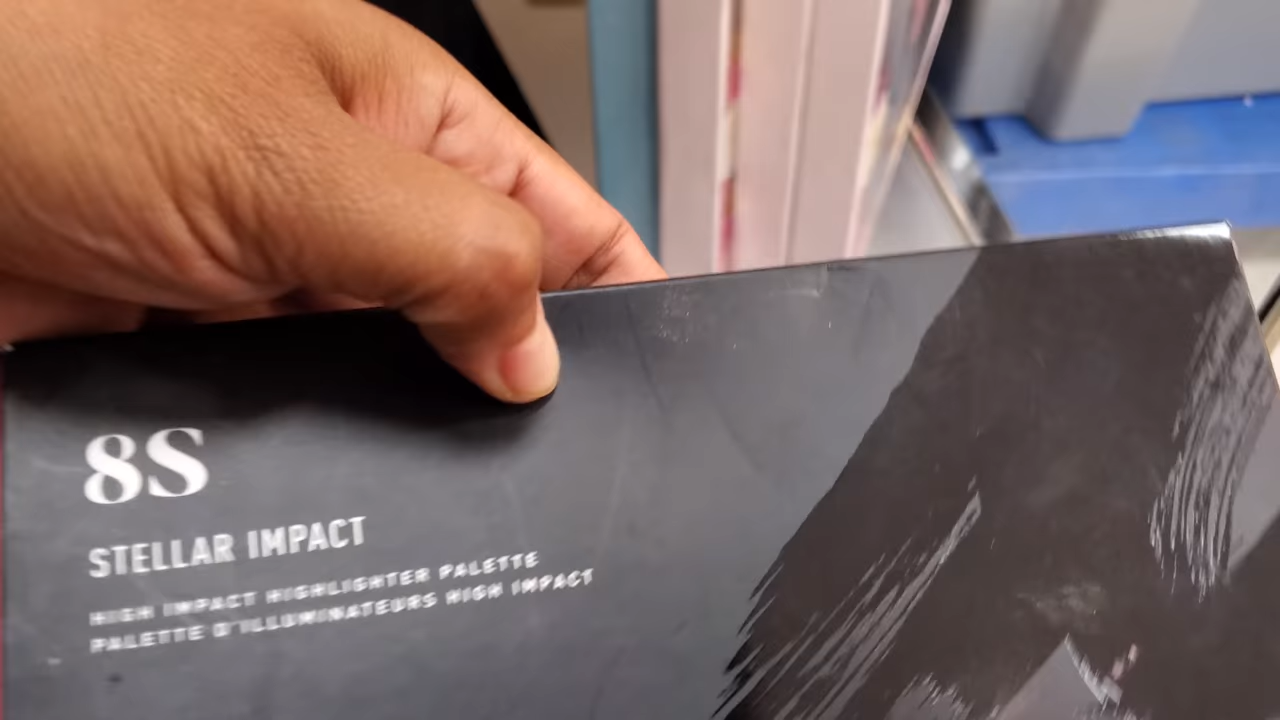 8S
STELLAR IMPACT
HIGH IMPACT HIGHLIGHTER PALETTE
PALETTE D'ILLUMINATEURS HIGH IMPACT